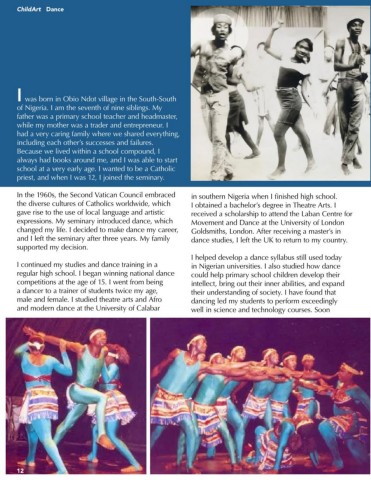 ChildArt Dance
I was born in Obio Ndot village in the South-South
of Nigeria. I am the seventh of nine siblings. My
father was a primary school teacher and headmaster,
while my mother was a trader and entrepreneur. I
had a very caring family where we shared everything,
including each other's successes and failures.
Because we lived within a school compound, I
always had books around me, and I was able to start
school at a very early age. I wanted to be a Catholic
priest, and when I was 12, I joined the seminary.
In the 1960s, the Second Vatican Council embraced
the diverse cultures of Catholics worldwide, which
gave rise to the use of local language and artistic
expressions. My seminary introduced dance, which
changed my life. I decided to make dance my career,
and I left the seminary after three years. My family
supported my decision.
I continued my studies and dance training in a
regular high school. I began winning national dance
competitions at the age of 15. I went from being
a dancer to a trainer of students twice my age,
male and female. I studied theatre arts and Afro
and modern dance at the University of Calabar
in southern Nigeria when I finished high school.
I obtained a bachelor's degree in Theatre Arts. I
received a scholarship to attend the Laban Centre for
Movement and Dance at the University of London
Goldsmiths, London. After receiving a master's in
dance studies, I left the UK to return to my country.
I helped develop a dance syllabus still used today
in Nigerian universities. I also studied how dance
could help primary school children develop their
intellect, bring out their inner abilities, and expand
their understanding of society. I have found that
dancing led my students to perform exceedingly
well in science and technology courses. Soon
12